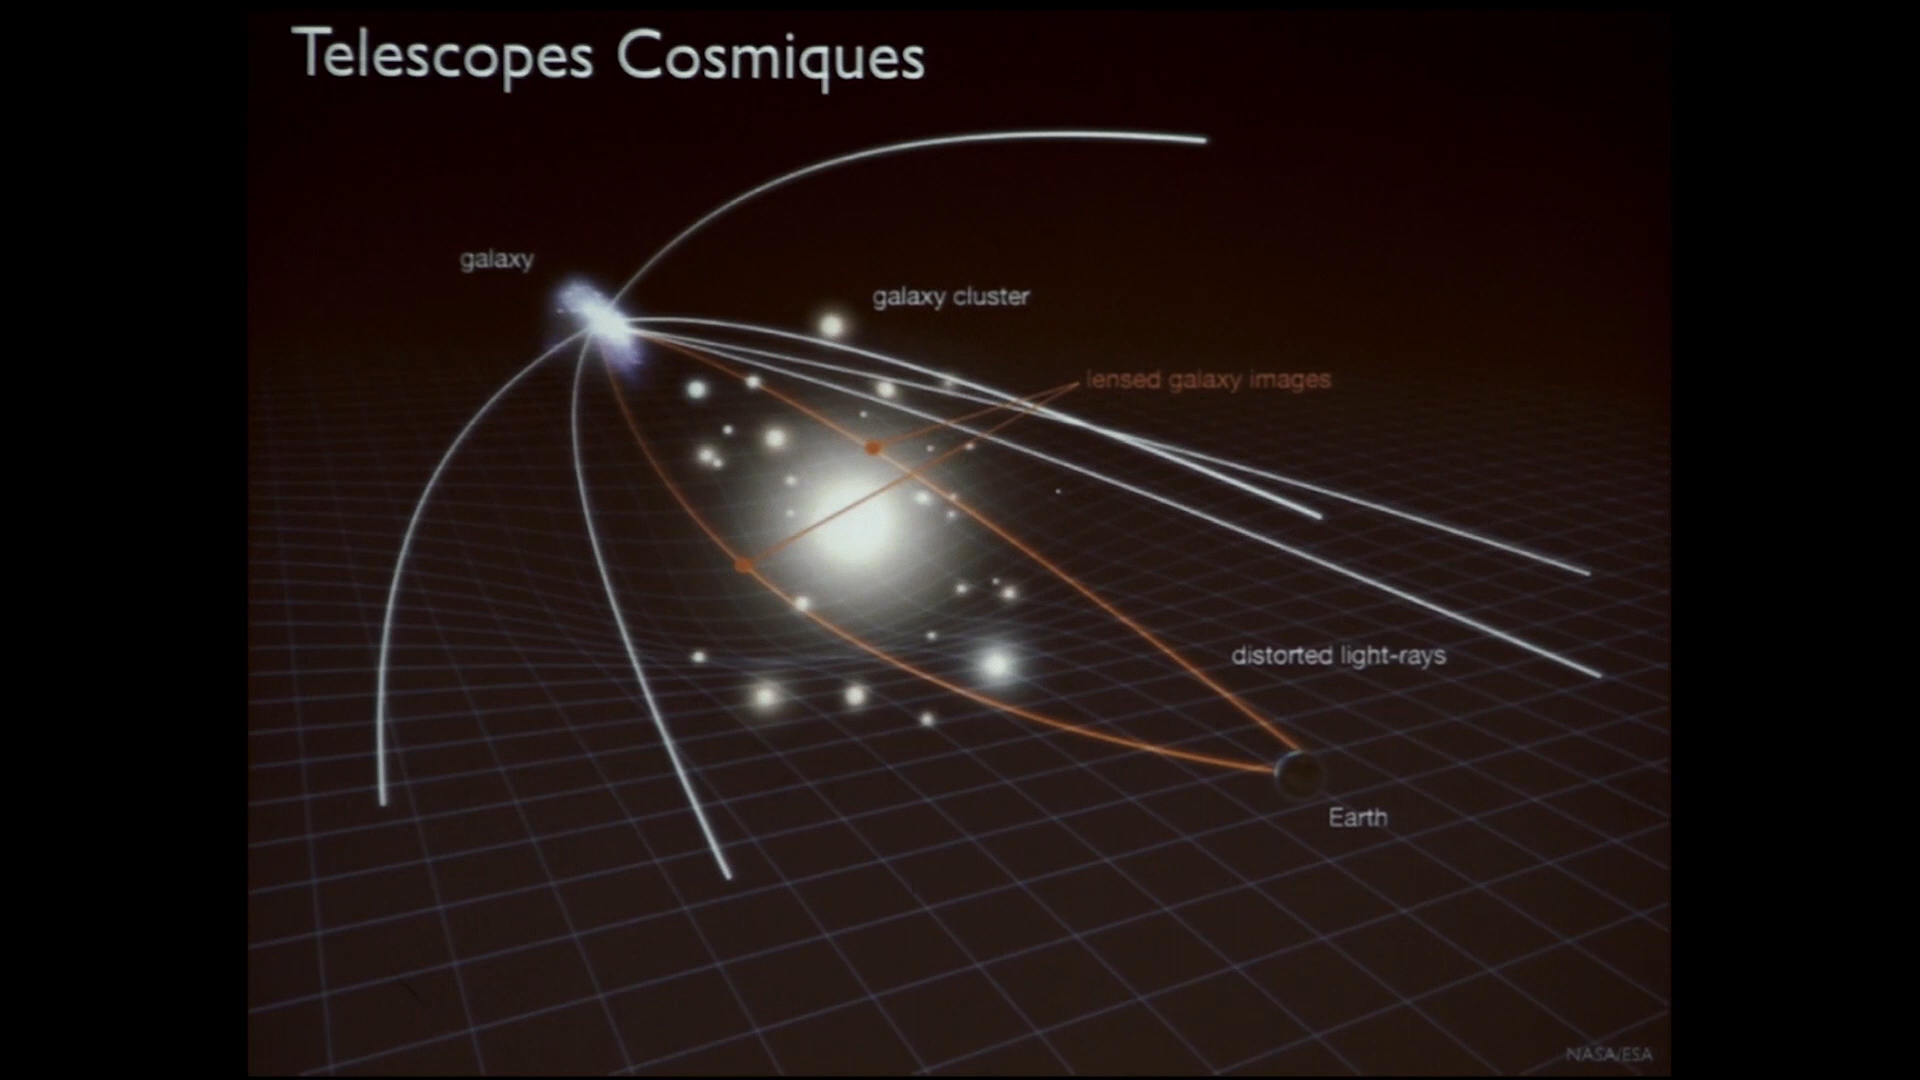 Telescopes Cosmiques
galaxy
galaxy cluster
lensed galaxy images
distorted light-rays
Earth
NASA/ESA